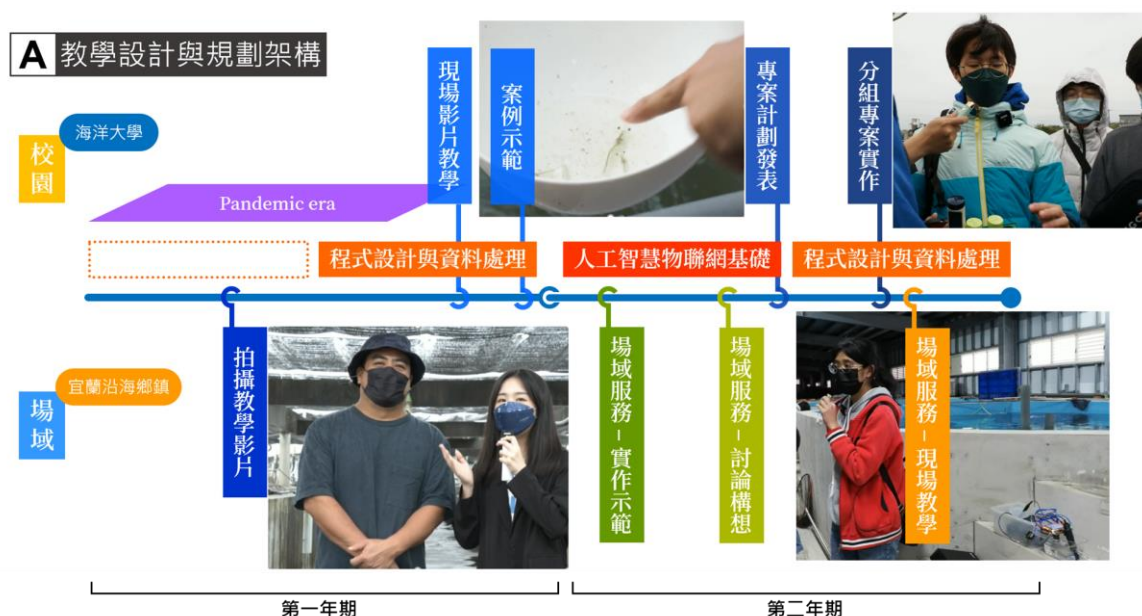 A 教學設計與規劃架構
校園
海洋大學
現場影片教學
案例示範
專案計劃發表
分組專案實作
Pandemic era
程式設計與資料處理
人工智慧物聯網基礎
程式設計與資料處理
場域
宜蘭沿海鄉鎮
拍攝教學影片
場域服務–實作示範
場域服務–討論構想
場域服務–現場教學
第一年期
第二年期